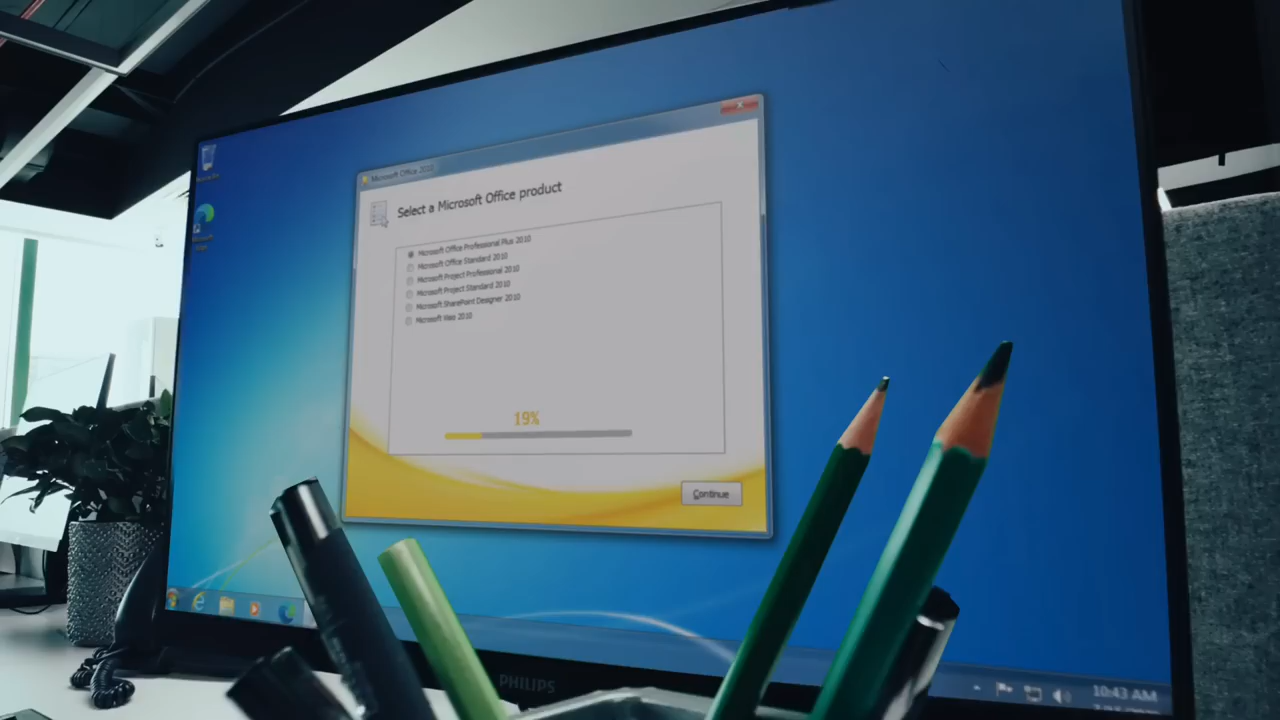 Microsoft Office 2010
Select a Microsoft Office product
Microsoft Office Professional Plus 2010
Microsoft Office Standard 2010
Microsoft Project Professional 2010
Microsoft Project Standard 2010
Microsoft SharePoint Designer 2010
Microsoft Visio 2010
19%
Continue
PHILIPS
10:43 AM